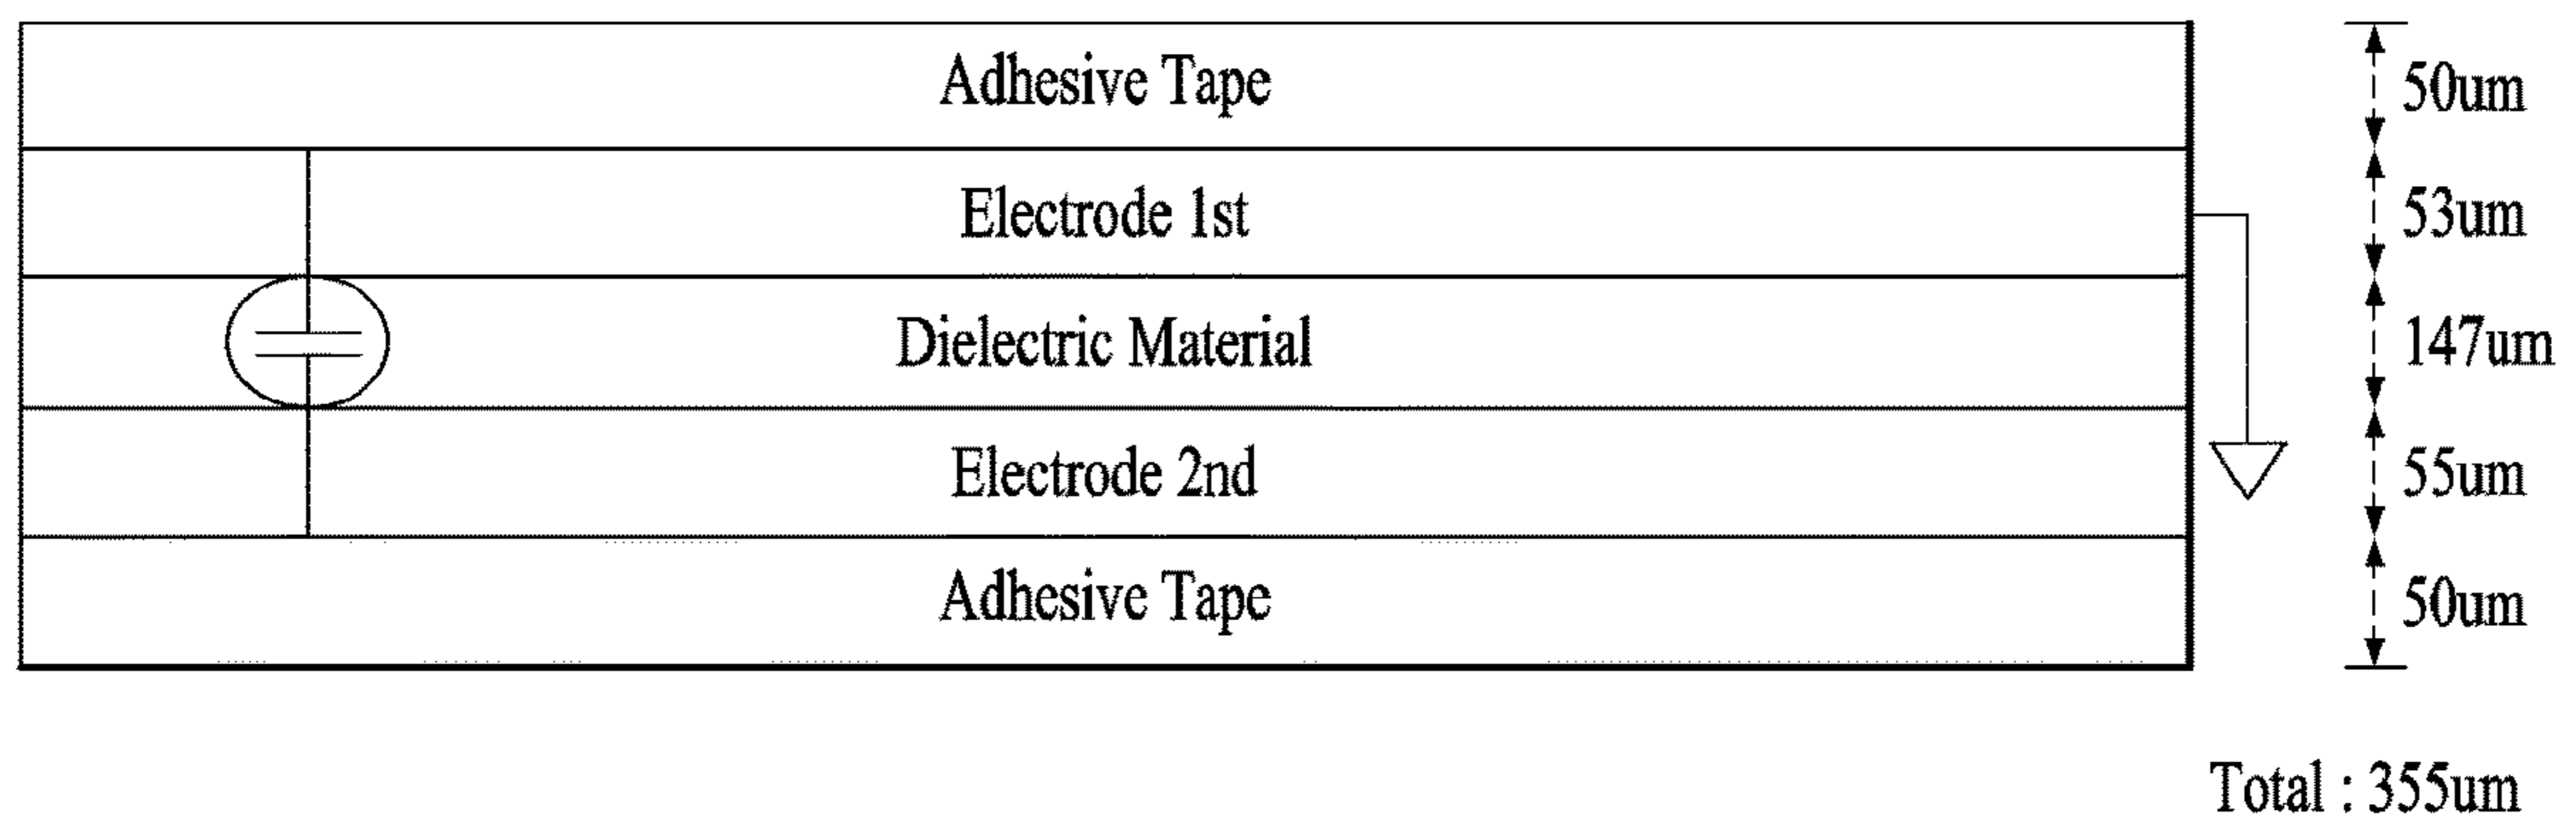 Adhesive Tape 50um
Electrode 1st 53um
Dielectric Material 147um
Electrode 2nd 55um
Adhesive Tape 50um
Total : 355um